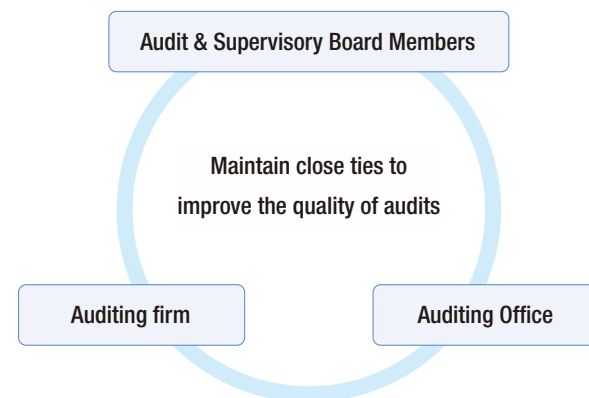 Audit & Supervisory Board Members
Maintain close ties to
improve the quality of audits
Auditing firm
Auditing Office